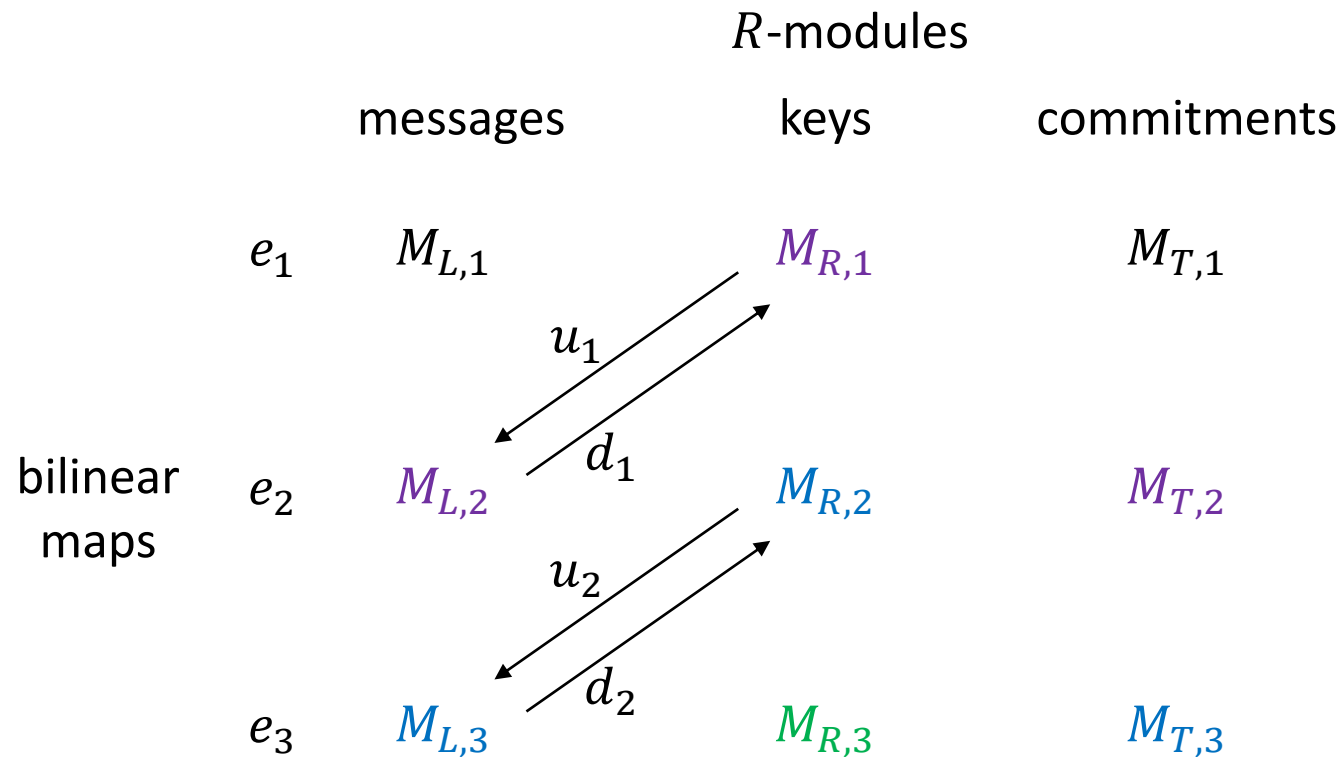 R-modules
messages keys commitments
e₁ M_{L,1} M_{R,1} M_{T,1}
u₁
d₁
bilinear
maps
e₂ M_{L,2} M_{R,2} M_{T,2}
u₂
d₂
e₃ M_{L,3} M_{R,3} M_{T,3}